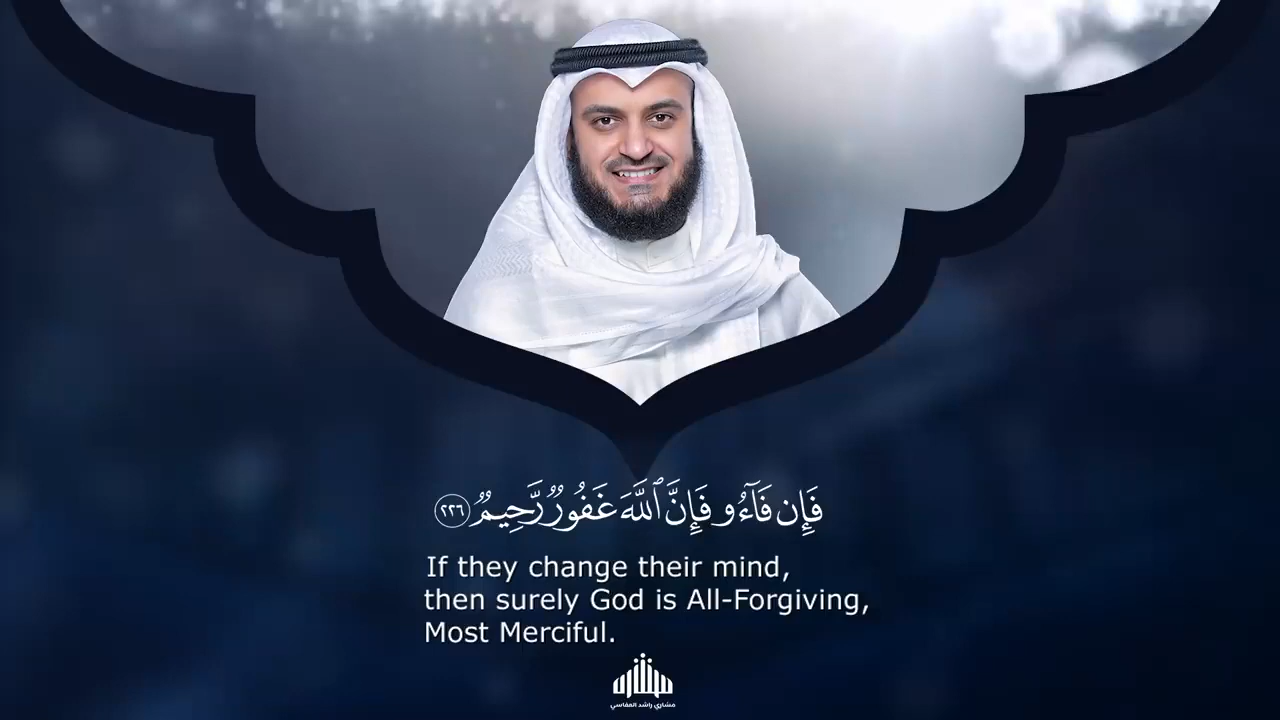 فَإِن فَآءُو فَإِنَّ ٱللَّهَ غَفُورٌ رَّحِيمٌ ٢٢٦
If they change their mind,
then surely God is All-Forgiving,
Most Merciful.
مشاري راشد العفاسي